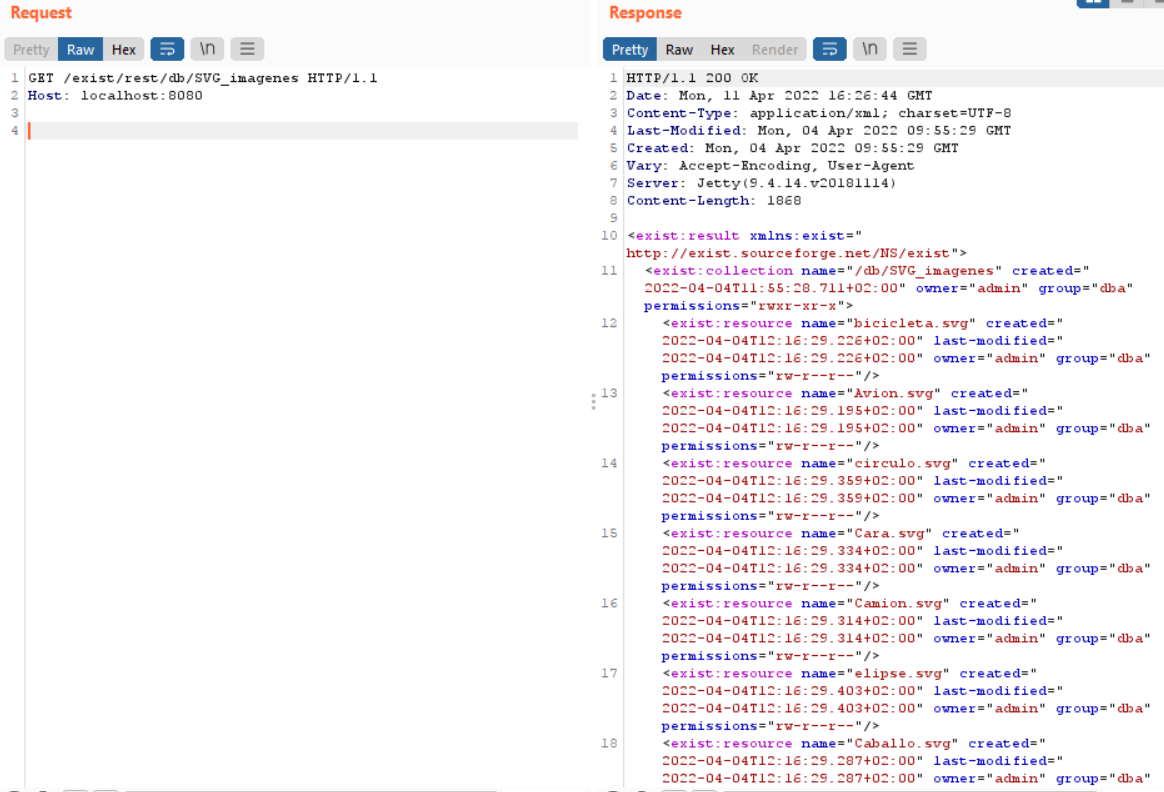 Request
Pretty Raw Hex \n
1 GET /exist/rest/db/SVG_imagenes HTTP/1.1
2 Host: localhost:8080
3
4
Response
Pretty Raw Hex Render \n
1 HTTP/1.1 200 OK
2 Date: Mon, 11 Apr 2022 16:26:44 GMT
3 Content-Type: application/xml; charset=UTF-8
4 Last-Modified: Mon, 04 Apr 2022 09:55:29 GMT
5 Created: Mon, 04 Apr 2022 09:55:29 GMT
6 Vary: Accept-Encoding, User-Agent
7 Server: Jetty(9.4.14.v20181114)
8 Content-Length: 1868
9
10 <exist:result xmlns:exist="
http://exist.sourceforge.net/NS/exist">
11 <exist:collection name="/db/SVG_imagenes" created="
2022-04-04T11:55:28.711+02:00" owner="admin" group="dba"
permissions="rwxr-xr-x">
12 <exist:resource name="bicicleta.svg" created="
2022-04-04T12:16:29.226+02:00" last-modified="
2022-04-04T12:16:29.226+02:00" owner="admin" group="dba"
permissions="rw-r--r--"/>
13 <exist:resource name="Avion.svg" created="
2022-04-04T12:16:29.195+02:00" last-modified="
2022-04-04T12:16:29.195+02:00" owner="admin" group="dba"
permissions="rw-r--r--"/>
14 <exist:resource name="circulo.svg" created="
2022-04-04T12:16:29.359+02:00" last-modified="
2022-04-04T12:16:29.359+02:00" owner="admin" group="dba"
permissions="rw-r--r--"/>
15 <exist:resource name="Cara.svg" created="
2022-04-04T12:16:29.334+02:00" last-modified="
2022-04-04T12:16:29.334+02:00" owner="admin" group="dba"
permissions="rw-r--r--"/>
16 <exist:resource name="Camion.svg" created="
2022-04-04T12:16:29.314+02:00" last-modified="
2022-04-04T12:16:29.314+02:00" owner="admin" group="dba"
permissions="rw-r--r--"/>
17 <exist:resource name="elipse.svg" created="
2022-04-04T12:16:29.403+02:00" last-modified="
2022-04-04T12:16:29.403+02:00" owner="admin" group="dba"
permissions="rw-r--r--"/>
18 <exist:resource name="Caballo.svg" created="
2022-04-04T12:16:29.287+02:00" last-modified="
2022-04-04T12:16:29.287+02:00" owner="admin" group="dba"